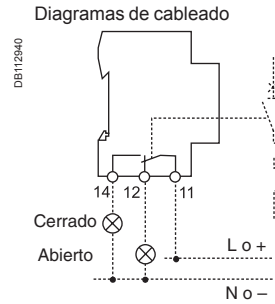 Diagramas de cableado
DB112940
14 12 11
Cerrado
Abierto
L o +
N o –